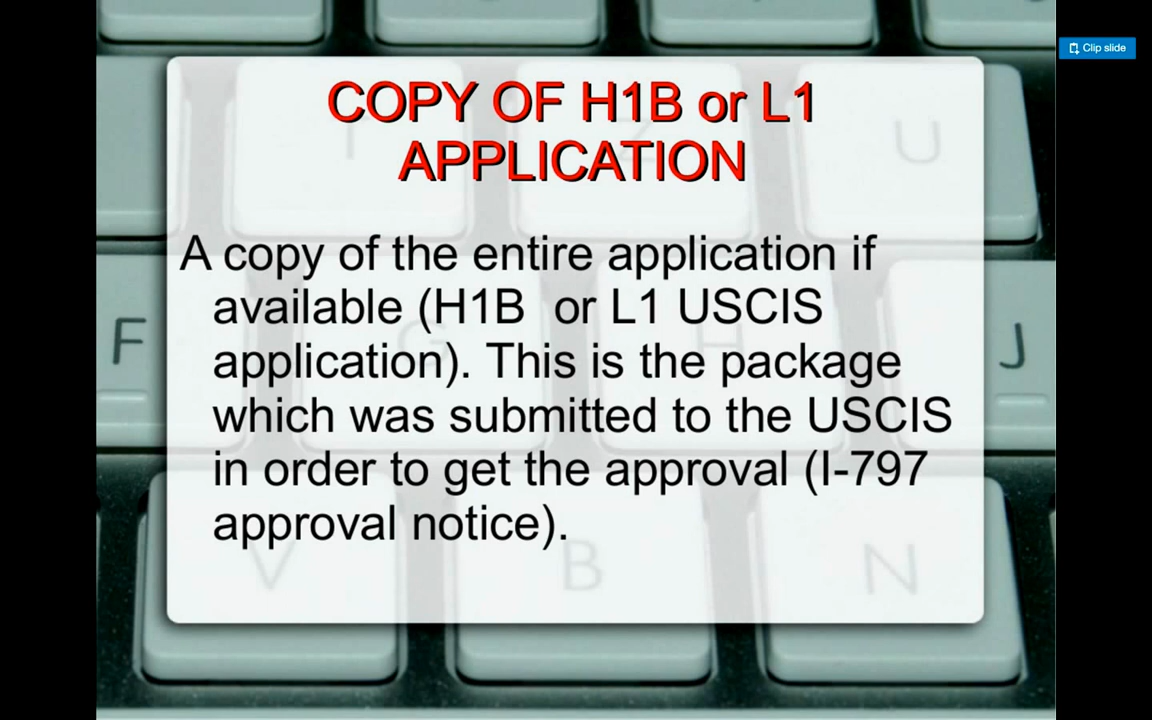 Clip slide
COPY OF H1B or L1
APPLICATION
U
A copy of the entire application if
available (H1B  or L1 USCIS
application). This is the package
which was submitted to the USCIS
in order to get the approval (I-797
approval notice).
F
J
V
B
N